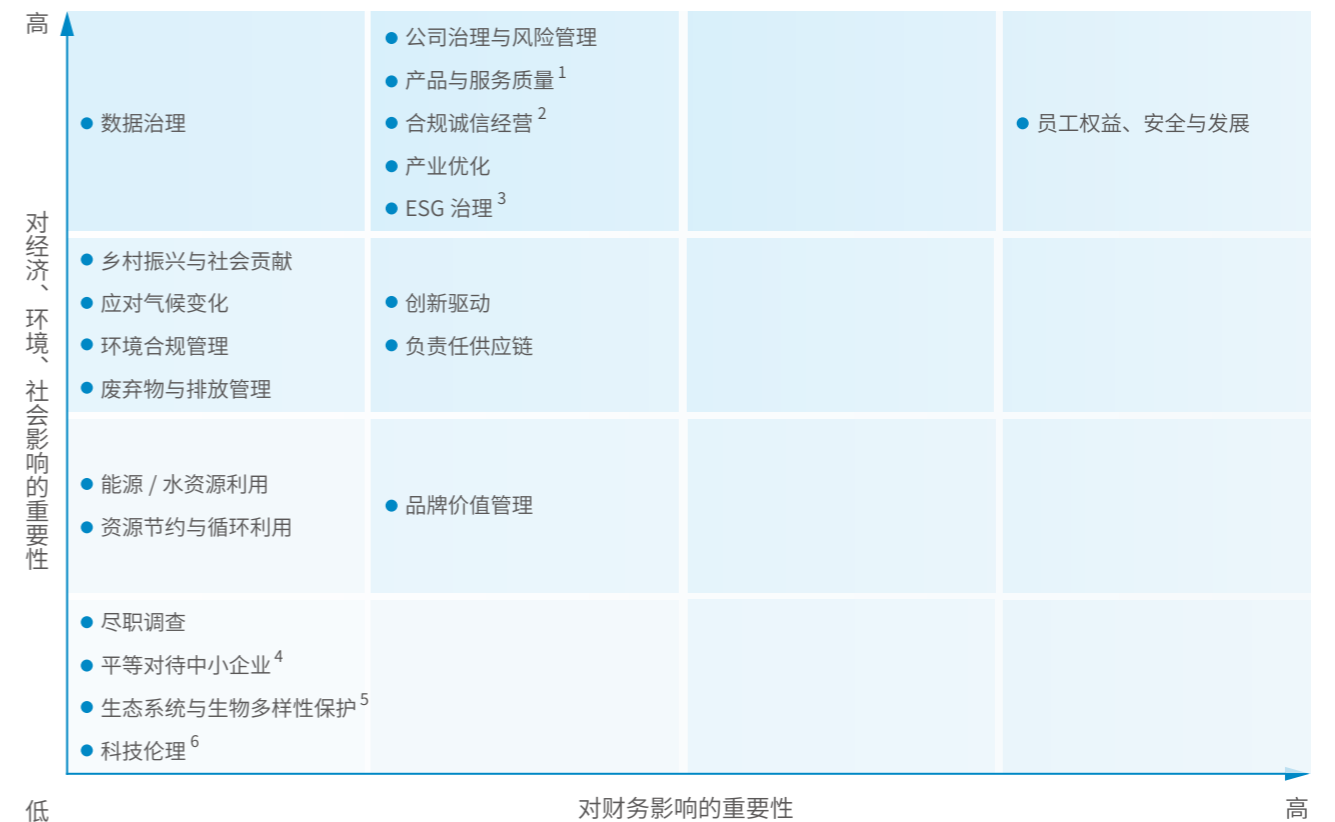 高
对经济、环境、社会影响的重要性
数据治理
公司治理与风险管理
产品与服务质量1
合规诚信经营2
产业优化
ESG 治理3
员工权益、安全与发展
乡村振兴与社会贡献
应对气候变化
环境合规管理
废弃物与排放管理
创新驱动
负责任供应链
能源 / 水资源利用
资源节约与循环利用
品牌价值管理
尽职调查
平等对待中小企业4
生态系统与生物多样性保护5
科技伦理6
低
对财务影响的重要性
高